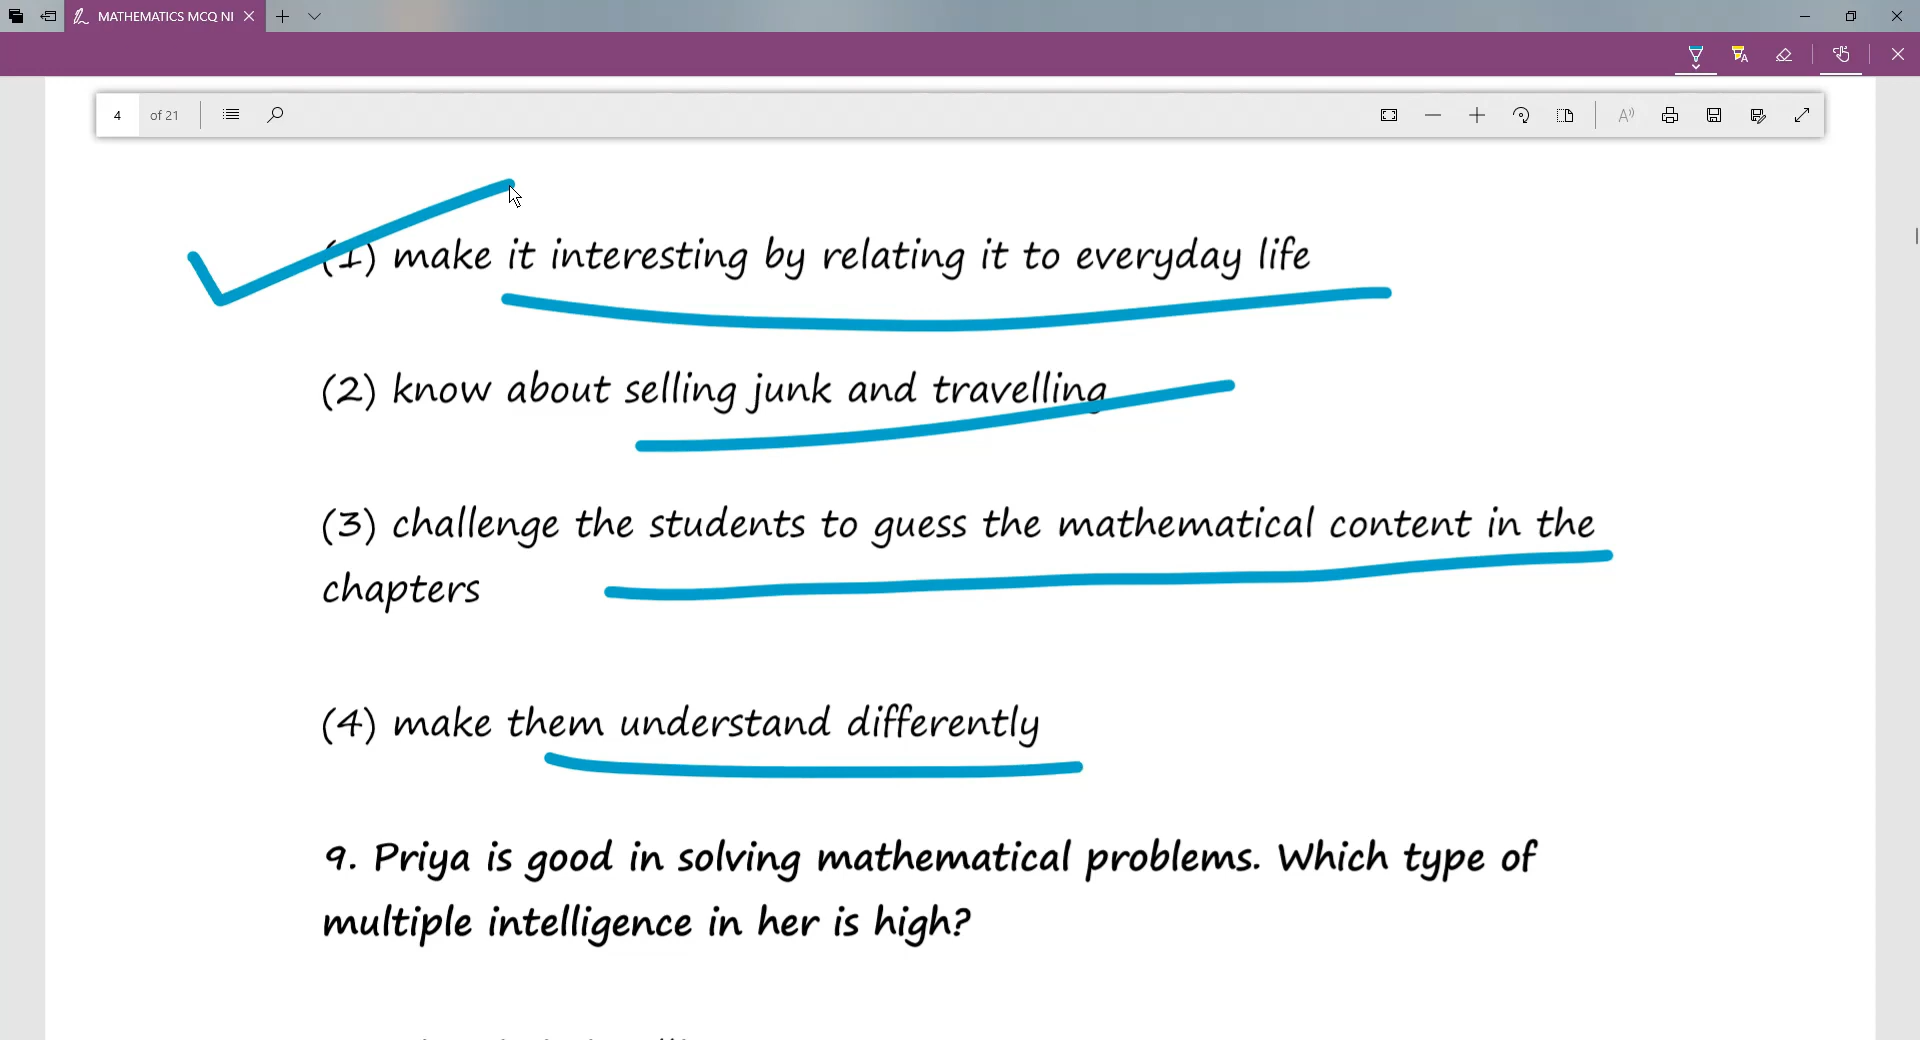 MATHEMATICS MCQ NI
4 of 21
(1) make it interesting by relating it to everyday life
(2) know about selling junk and travelling
(3) challenge the students to guess the mathematical content in the
chapters
(4) make them understand differently
9. Priya is good in solving mathematical problems. Which type of
multiple intelligence in her is high?